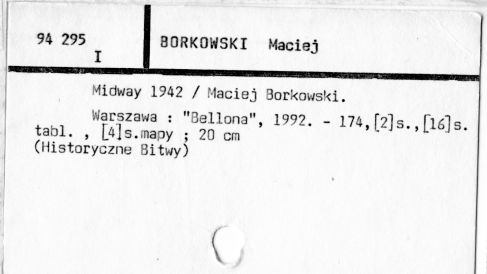 94 295
I
BORKOWSKI Maciej
Midway 1942 / Maciej Borkowski.
Warszawa : "Bellona", 1992. - 174,[2]s.,[16]s.
tabl. , [4]s.mapy ; 20 cm
(Historyczne Bitwy)